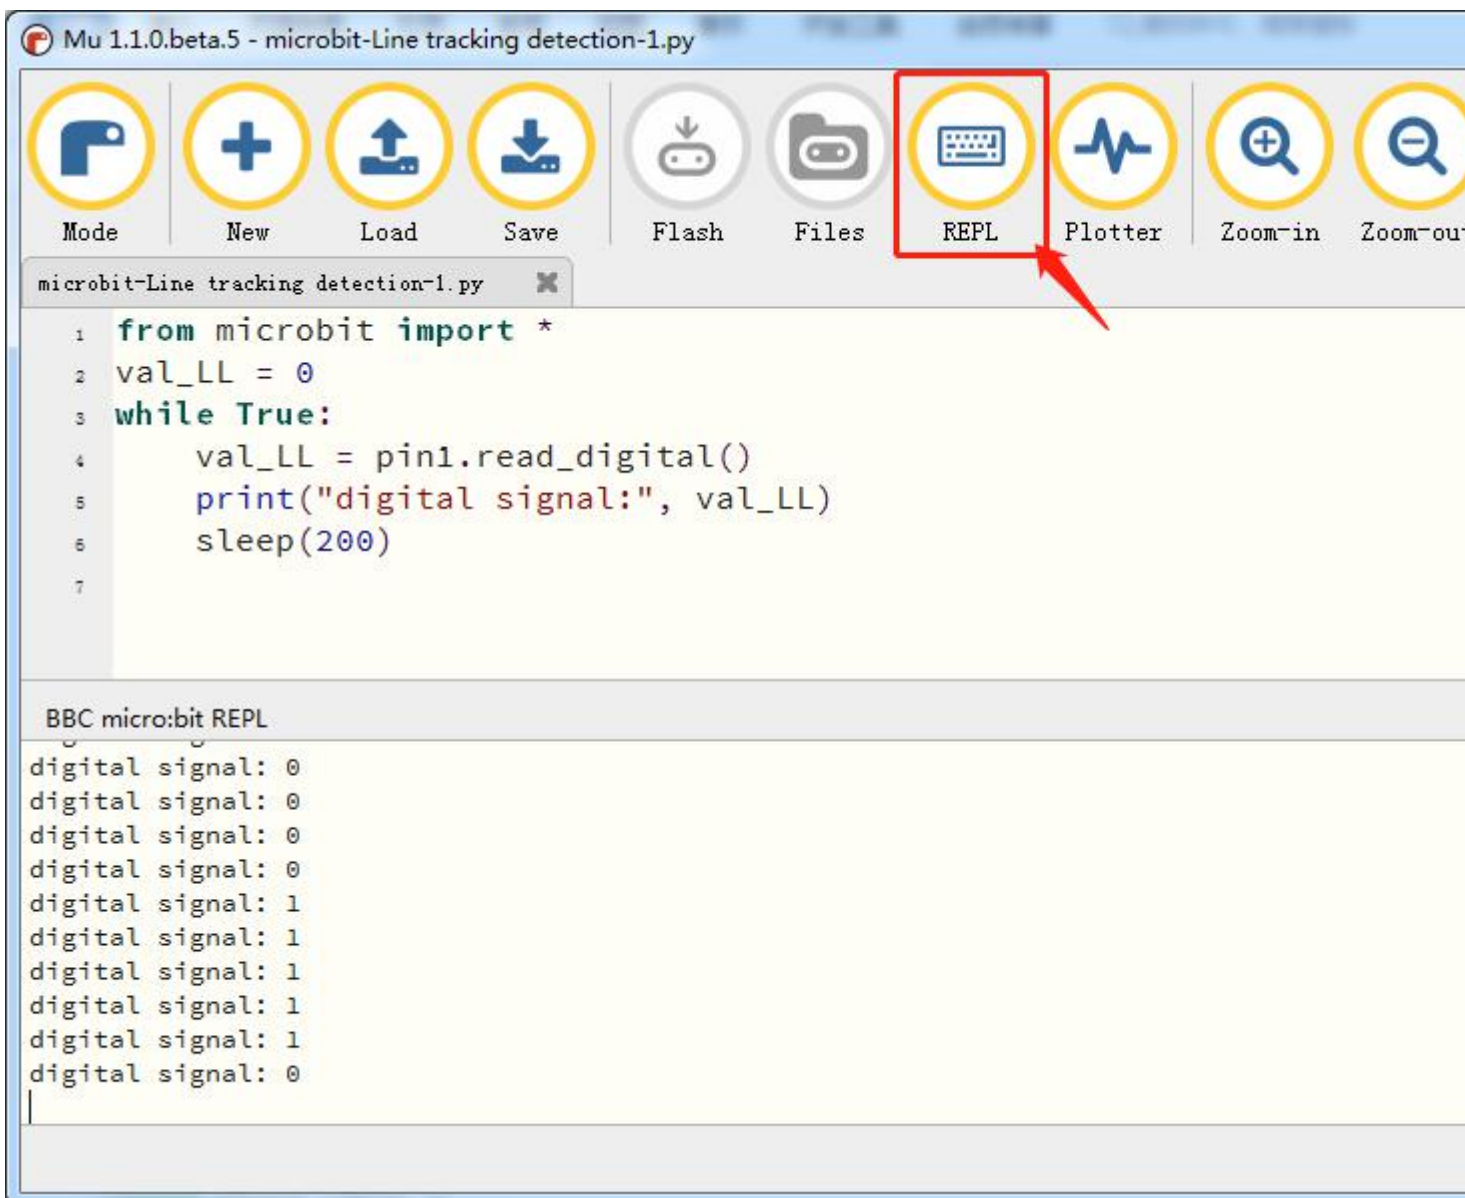 Mu 1.1.0.beta.5 - microbit-Line tracking detection-1.py
Mode New Load Save Flash Files REPL Plotter Zoom-in Zoom-ou
microbit-Line tracking detection-1.py
1 from microbit import *
2 val_LL = 0
3 while True:
4 val_LL = pin1.read_digital()
5 print("digital signal:", val_LL)
6 sleep(200)
7
BBC micro:bit REPL
digital signal: 0
digital signal: 0
digital signal: 0
digital signal: 0
digital signal: 1
digital signal: 1
digital signal: 1
digital signal: 1
digital signal: 1
digital signal: 0